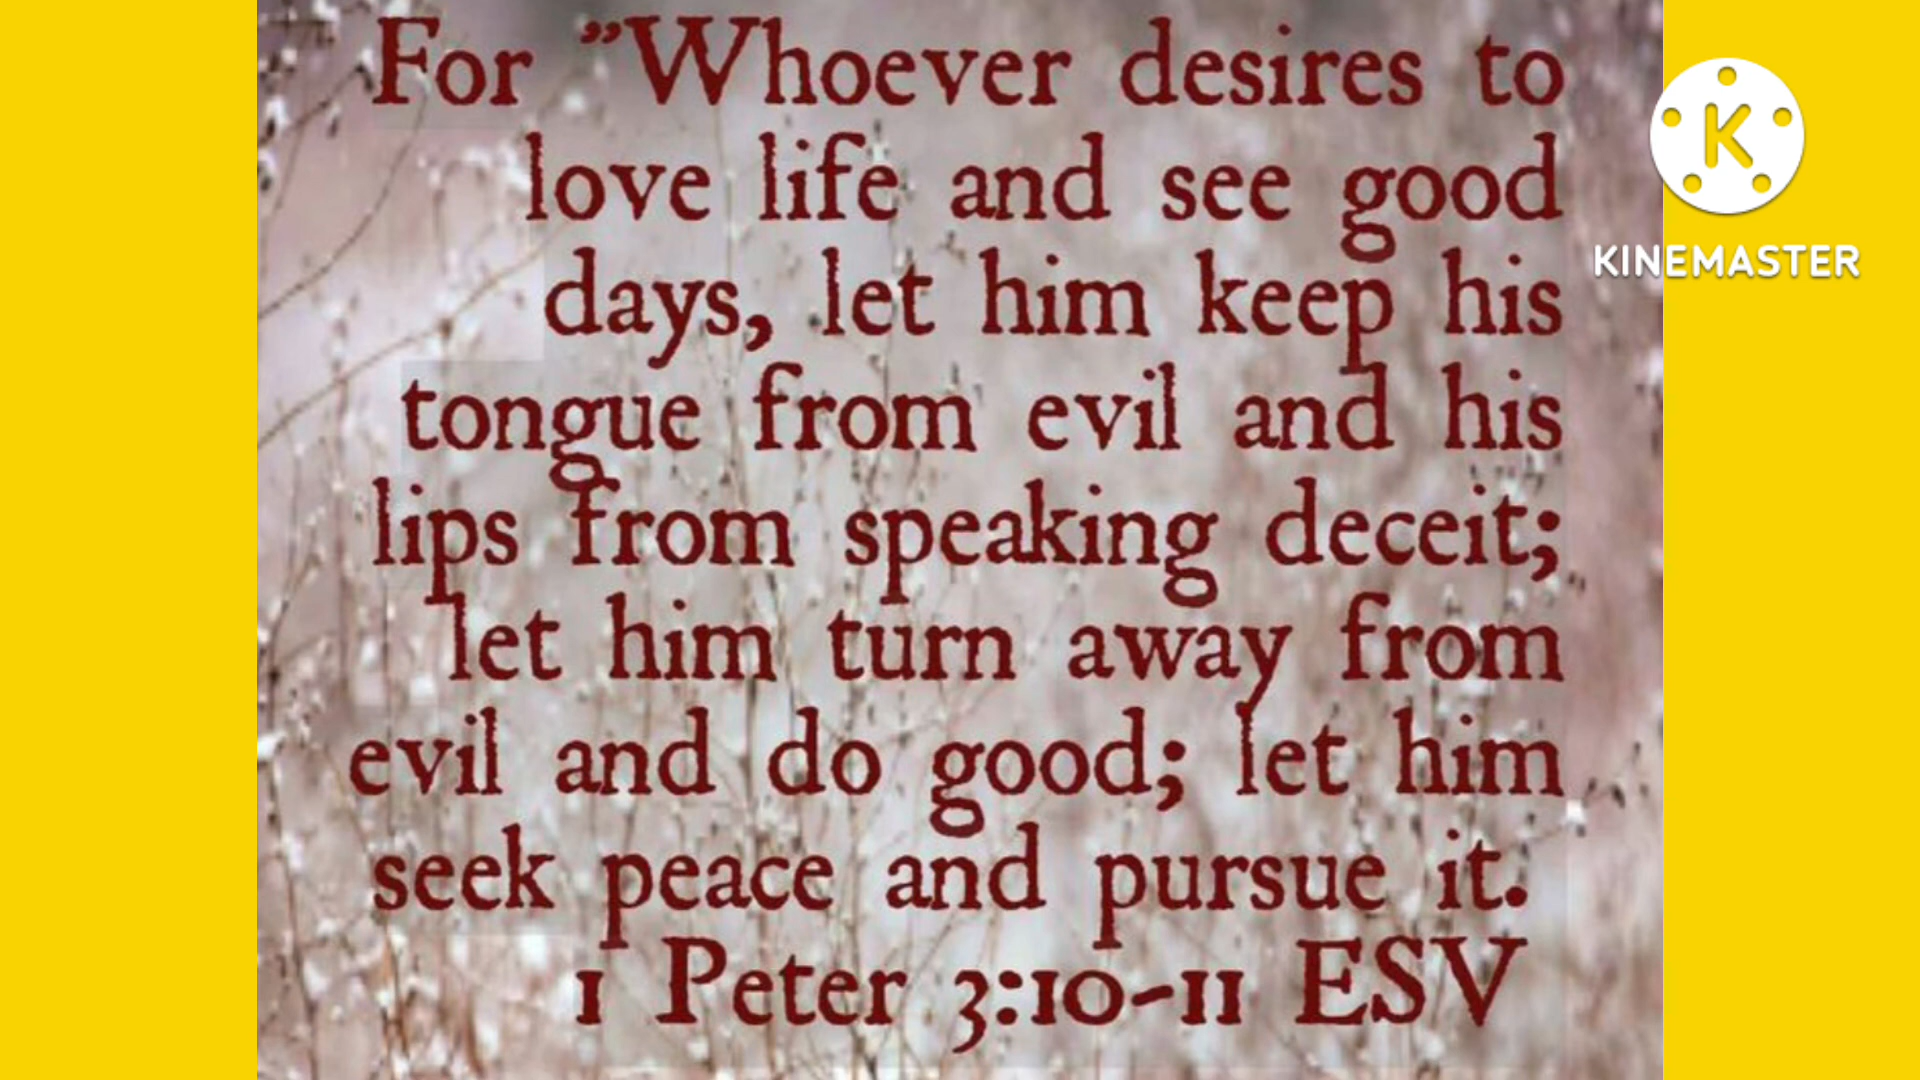 For "Whoever desires to
love life and see good
days, let him keep his
tongue from evil and his
lips from speaking deceit;
let him turn away from
evil and do good; let him
seek peace and pursue it.
1 Peter 3:10-11 ESV
K
KINEMASTER